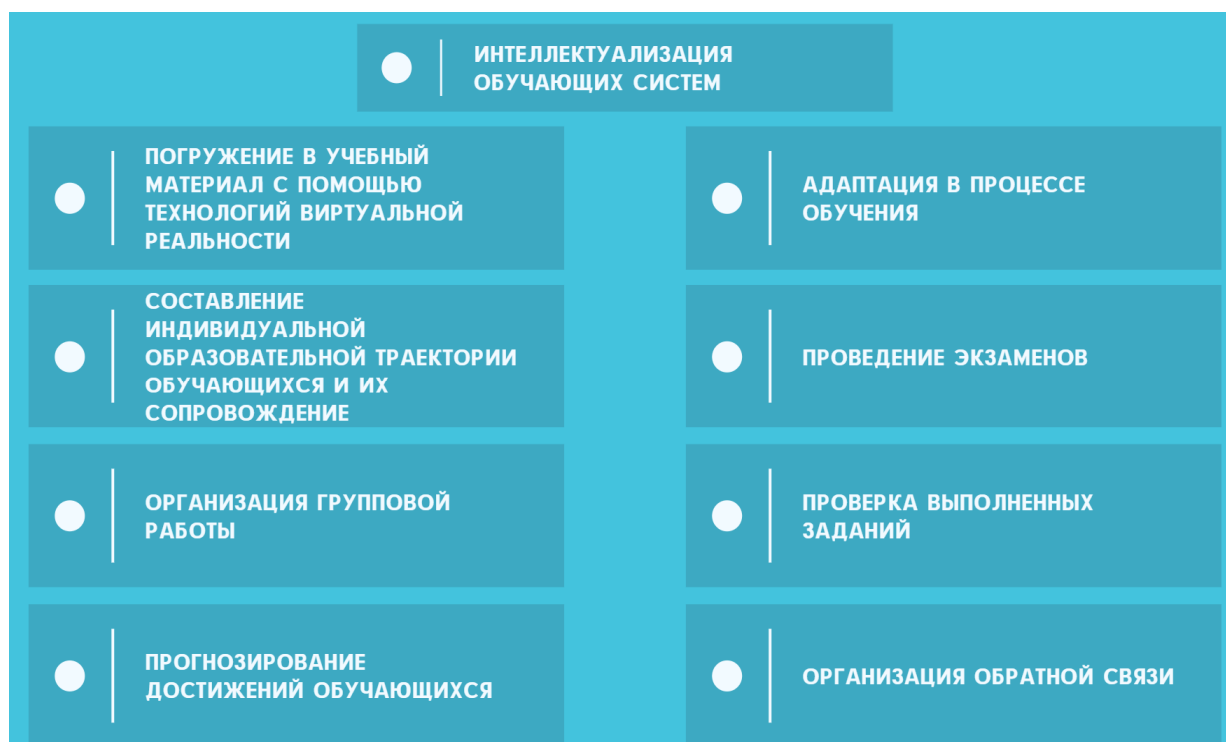 ИНТЕЛЛЕКТУАЛИЗАЦИЯ
ОБУЧАЮЩИХ СИСТЕМ
ПОГРУЖЕНИЕ В УЧЕБНЫЙ
МАТЕРИАЛ С ПОМОЩЬЮ
ТЕХНОЛОГИЙ ВИРТУАЛЬНОЙ
РЕАЛЬНОСТИ
АДАПТАЦИЯ В ПРОЦЕССЕ
ОБУЧЕНИЯ
СОСТАВЛЕНИЕ
ИНДИВИДУАЛЬНОЙ
ОБРАЗОВАТЕЛЬНОЙ ТРАЕКТОРИИ
ОБУЧАЮЩИХСЯ И ИХ
СОПРОВОЖДЕНИЕ
ПРОВЕДЕНИЕ ЭКЗАМЕНОВ
ОРГАНИЗАЦИЯ ГРУППОВОЙ
РАБОТЫ
ПРОВЕРКА ВЫПОЛНЕННЫХ
ЗАДАНИЙ
ПРОГНОЗИРОВАНИЕ
ДОСТИЖЕНИЙ ОБУЧАЮЩИХСЯ
ОРГАНИЗАЦИЯ ОБРАТНОЙ СВЯЗИ